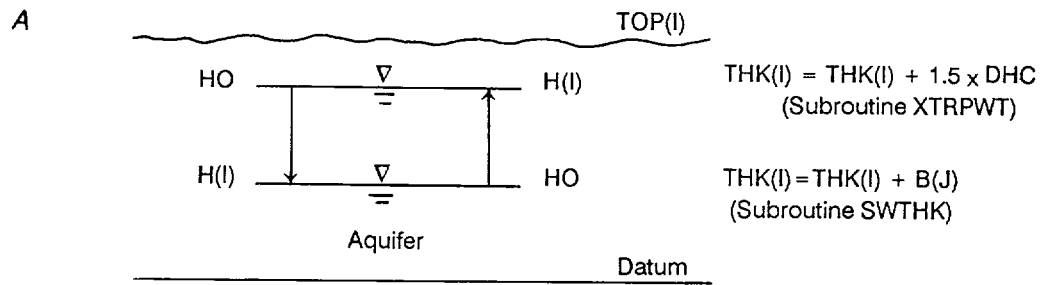 A
TOP(I)
HO
H(I)
THK(I) = THK(I) + 1.5 x DHC
(Subroutine XTRPWT)
H(I)
HO
THK(I) = THK(I) + B(J)
(Subroutine SWTHK)
Aquifer
Datum